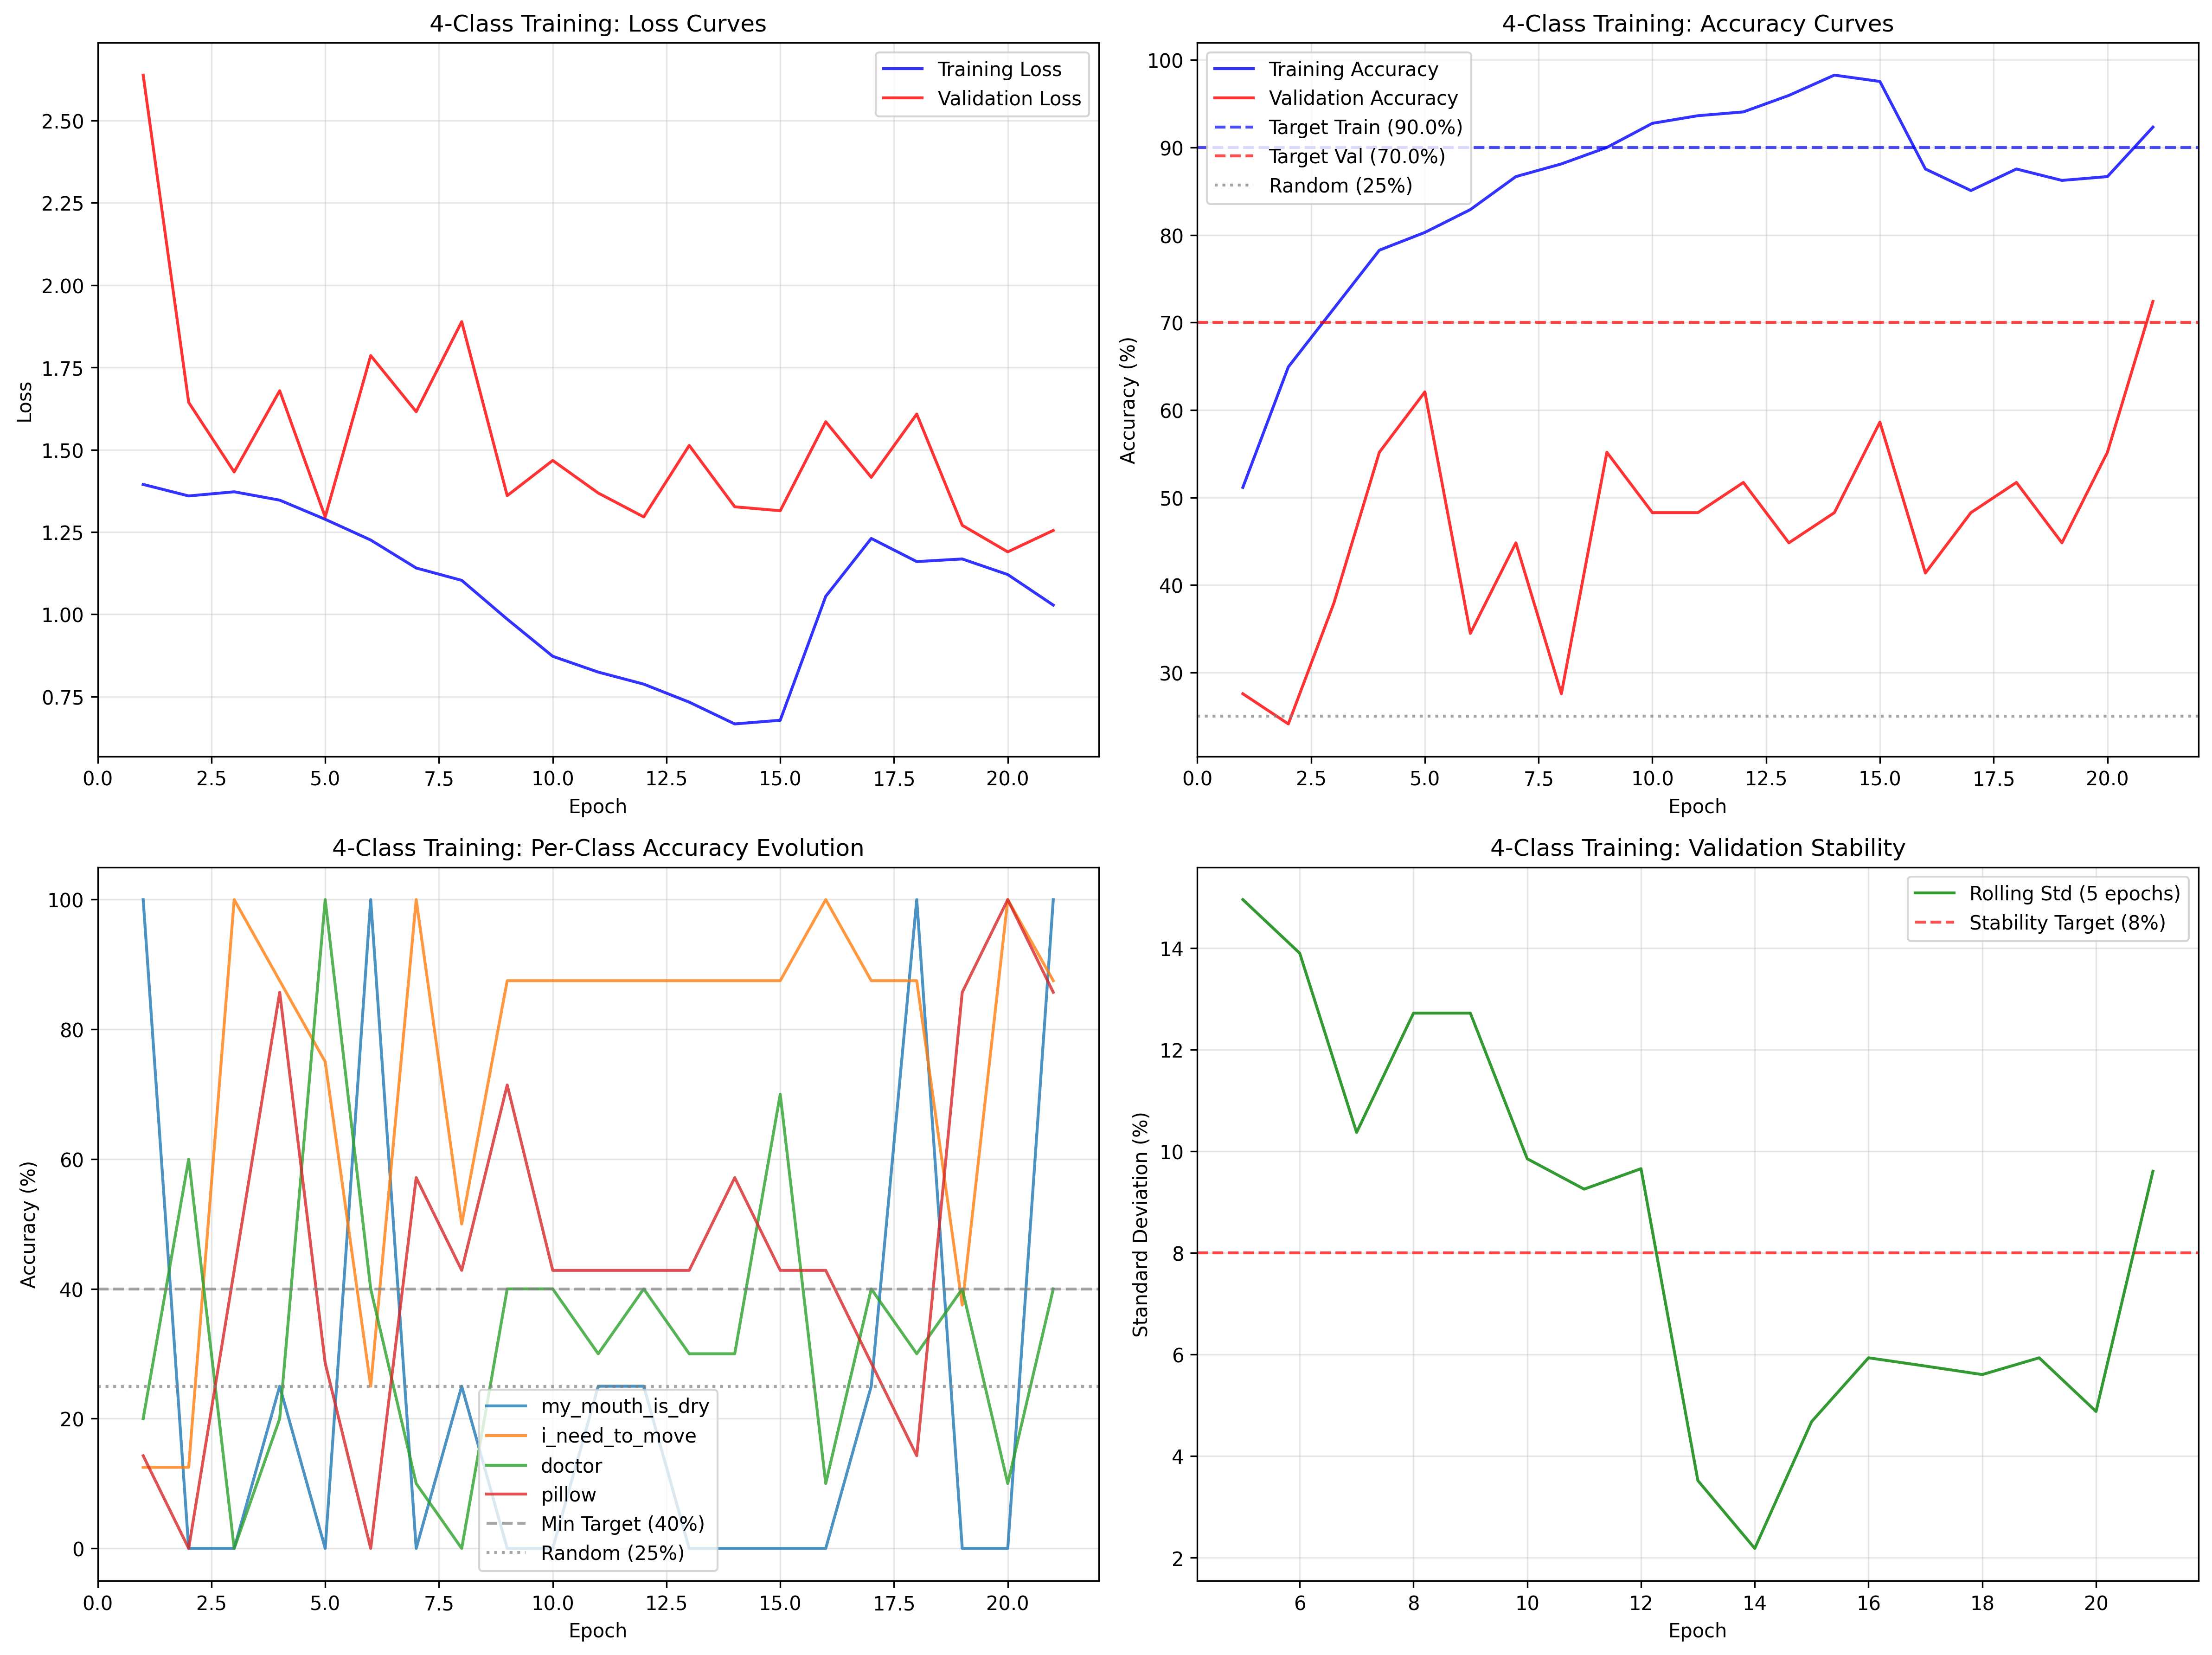 4-Class Training: Loss Curves
Training Loss
Validation Loss
2.50
2.25
2.00
1.75
1.50
1.25
1.00
0.75
Loss
0.0 2.5 5.0 7.5 10.0 12.5 15.0 17.5 20.0
Epoch
4-Class Training: Accuracy Curves
Training Accuracy
Validation Accuracy
Target Train (90.0%)
Target Val (70.0%)
Random (25%)
100
90
80
70
60
50
40
30
Accuracy (%)
0.0 2.5 5.0 7.5 10.0 12.5 15.0 17.5 20.0
Epoch
4-Class Training: Per-Class Accuracy Evolution
100
80
60
40
20
0
Accuracy (%)
my_mouth_is_dry
i_need_to_move
doctor
pillow
Min Target (40%)
Random (25%)
0.0 2.5 5.0 7.5 10.0 12.5 15.0 17.5 20.0
Epoch
4-Class Training: Validation Stability
Rolling Std (5 epochs)
Stability Target (8%)
14
12
10
8
6
4
2
Standard Deviation (%)
6 8 10 12 14 16 18 20
Epoch